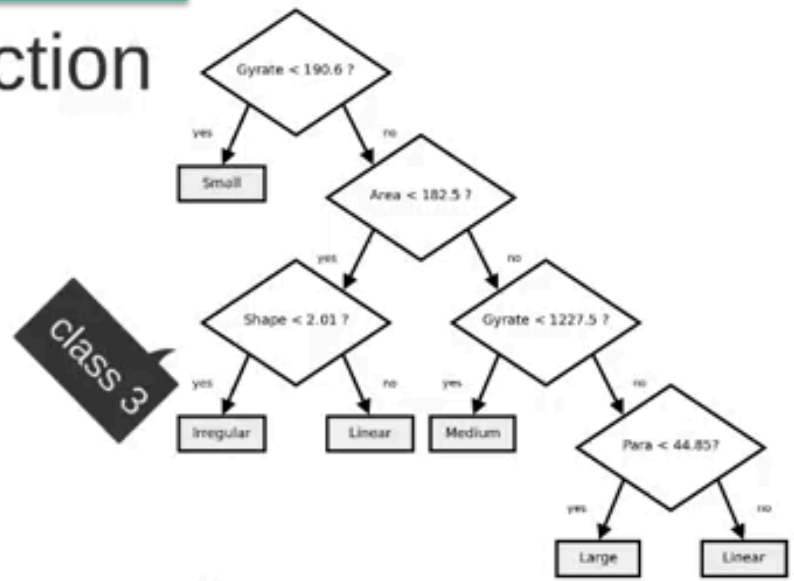 ction
Gyrate < 190.6 ?
yes
no
Small
Area < 182.5 ?
yes
no
Shape < 2.01 ?
Gyrate < 1227.5 ?
class 3
yes
no
yes
no
Irregular
Linear
Medium
Para < 44.85?
yes
no
Large
Linear